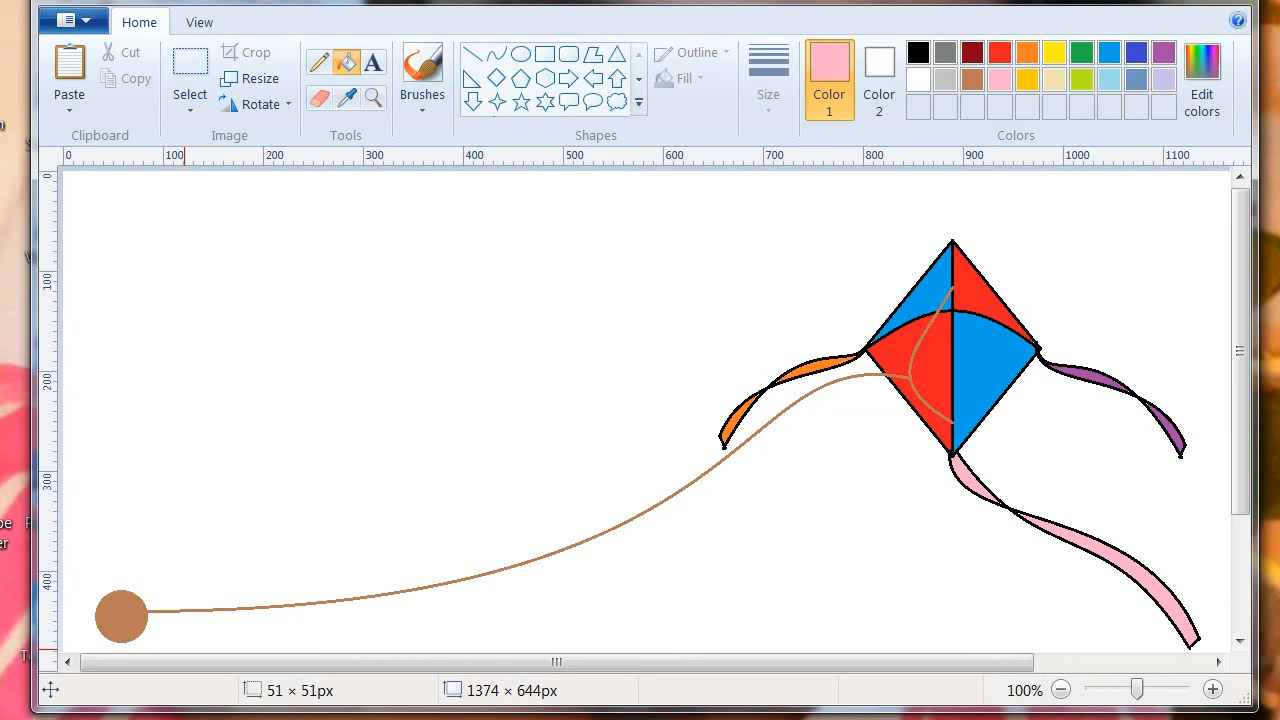 Home
View
Paste
Cut
Copy
Clipboard
Select
Crop
Resize
Rotate
Image
A
Tools
Brushes
Outline
Fill
Shapes
Size
Color
1
Color
2
Edit
colors
Colors
0 100 200 300 400 500 600 700 800 900 1000 1100
0
100
200
300
400
51 × 51px
1374 × 644px
100%